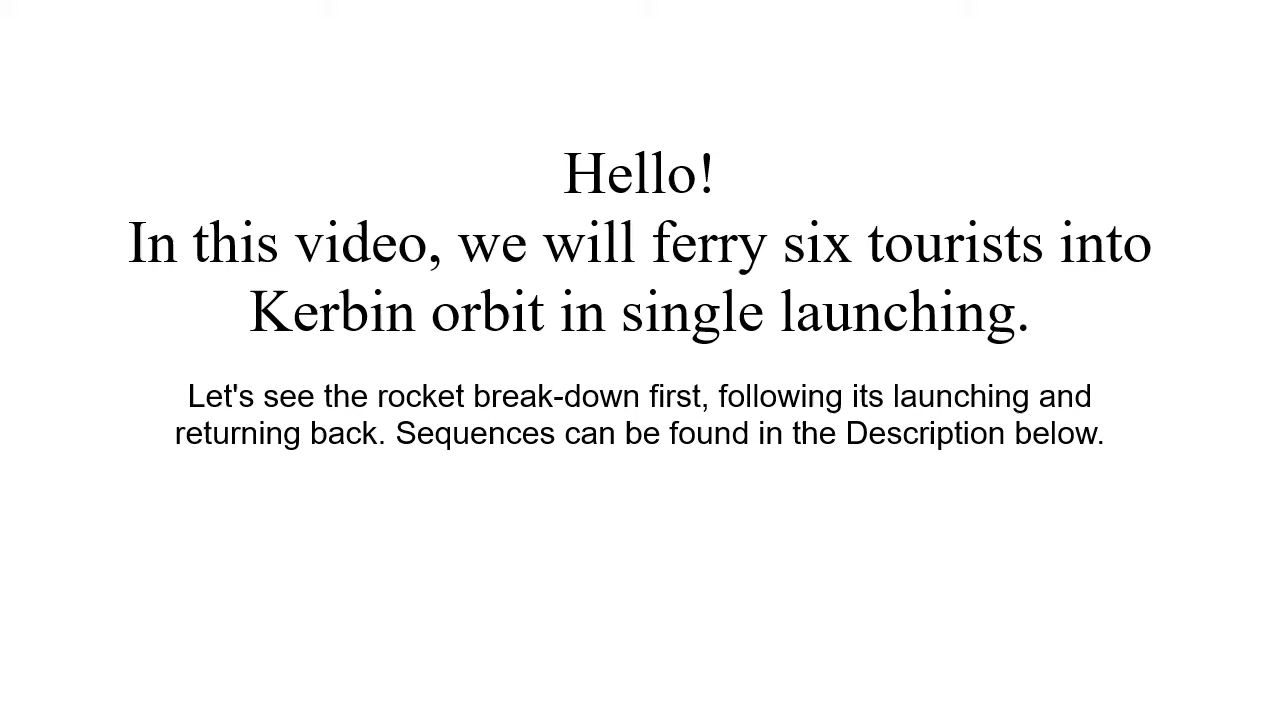 Hello!
In this video, we will ferry six tourists into
Kerbin orbit in single launching.
Let's see the rocket break-down first, following its launching and
returning back. Sequences can be found in the Description below.